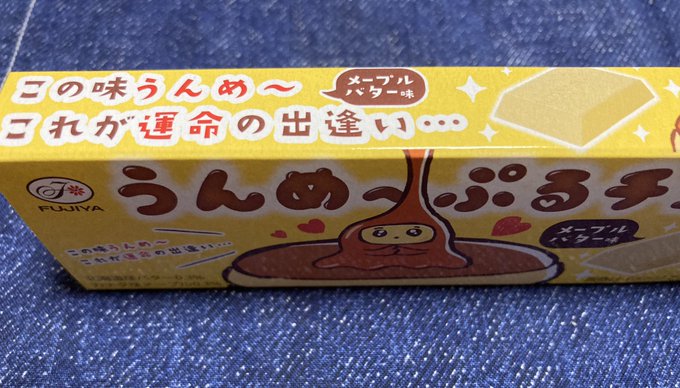 この味うんめ〜
これが運命の出逢い…
メープル
バター味
FUJIYA
うんめ〜ぷるチ
この味うんめ〜
これが運命の出逢い…
メープル
バター味